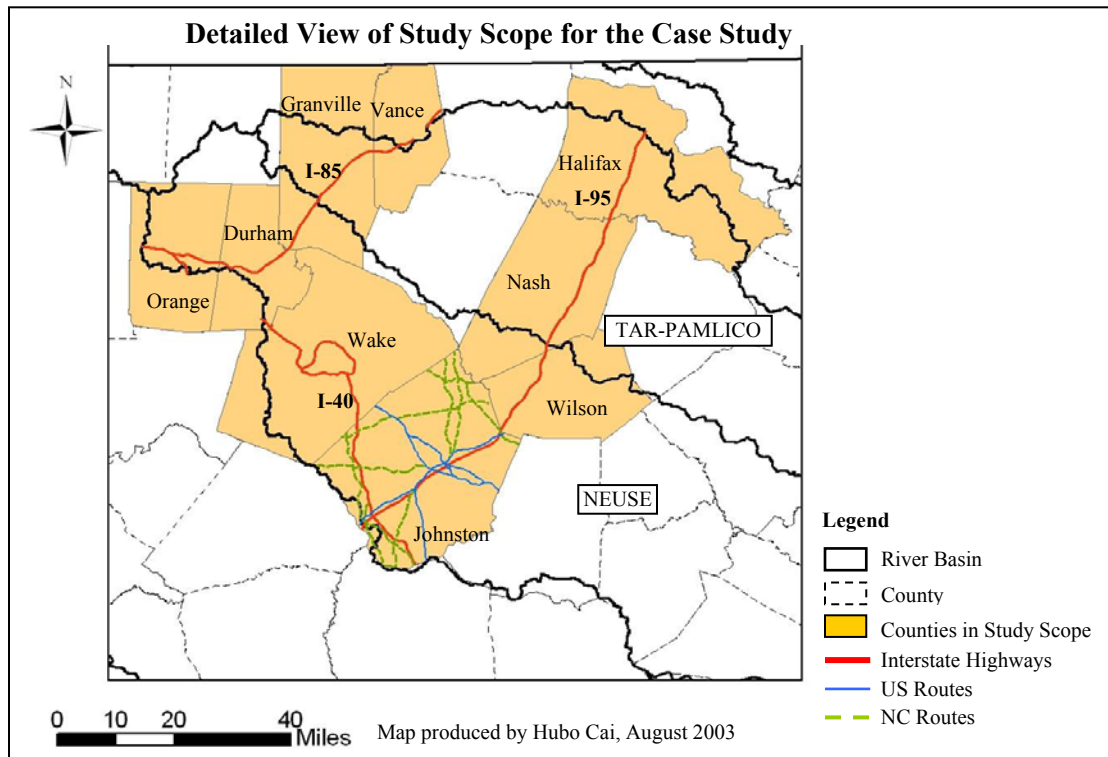 Detailed View of Study Scope for the Case Study
N
Granville
Vance
Halifax
I-85
I-95
Durham
Nash
Orange
TAR-PAMLICO
Wake
Wilson
I-40
NEUSE
Johnston
Legend
River Basin
County
Counties in Study Scope
Interstate Highways
US Routes
NC Routes
0 10 20 40
Miles
Map produced by Hubo Cai, August 2003